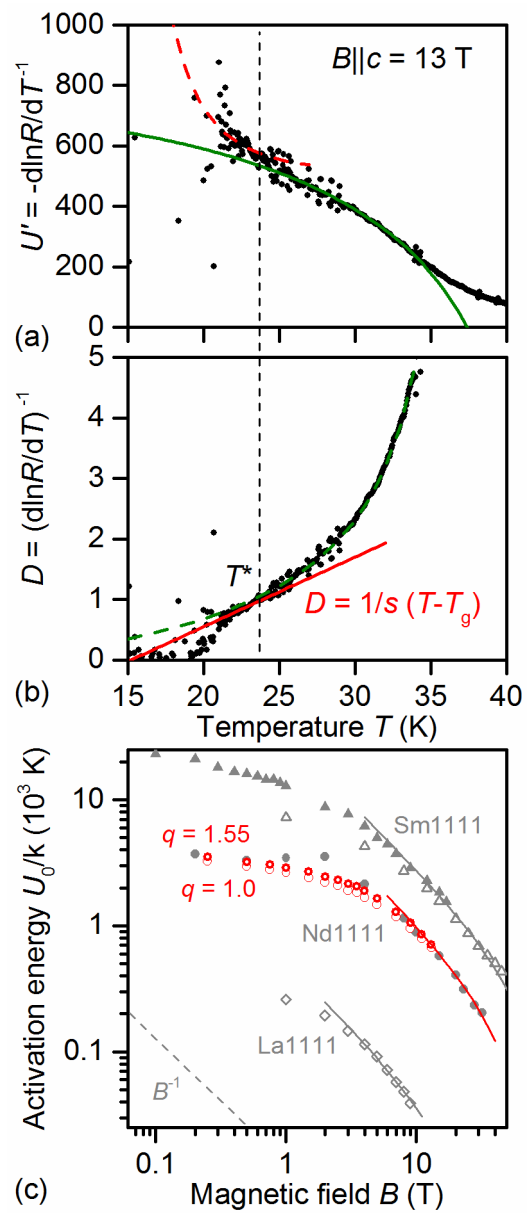 1000
800
600
400
200
0
B||c = 13 T
U' = -dlnR/dT⁻¹
(a)
5
4
3
2
1
0
D = (dlnR/dT)⁻¹
T*
D = 1/s (T-Tg)
15 20 25 30 35 40
(b)
Temperature T (K)
10
1
0.1
Activation energy U₀/k (10³ K)
Sm1111
q = 1.55
q = 1.0
Nd1111
La1111
B⁻¹
0.1 1 10
(c)
Magnetic field B (T)